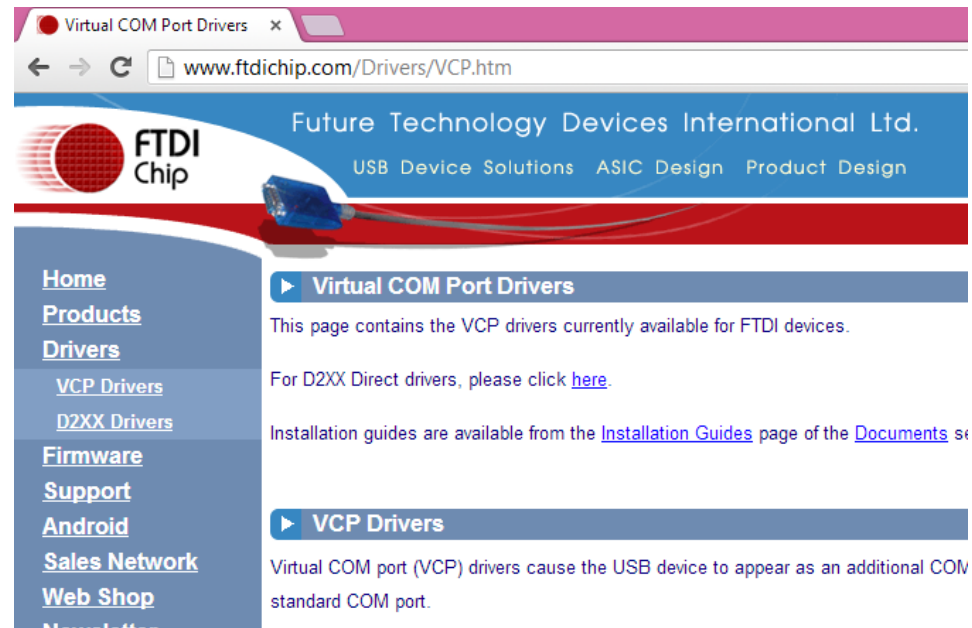 Virtual COM Port Drivers
www.ftdichip.com/Drivers/VCP.htm
FTDI
Chip
Future Technology Devices International Ltd.
USB Device Solutions ASIC Design Product Design
Home
Products
Drivers
VCP Drivers
D2XX Drivers
Firmware
Support
Android
Sales Network
Web Shop
Virtual COM Port Drivers
This page contains the VCP drivers currently available for FTDI devices.
For D2XX Direct drivers, please click here.
Installation guides are available from the Installation Guides page of the Documents se
VCP Drivers
Virtual COM port (VCP) drivers cause the USB device to appear as an additional COM
standard COM port.